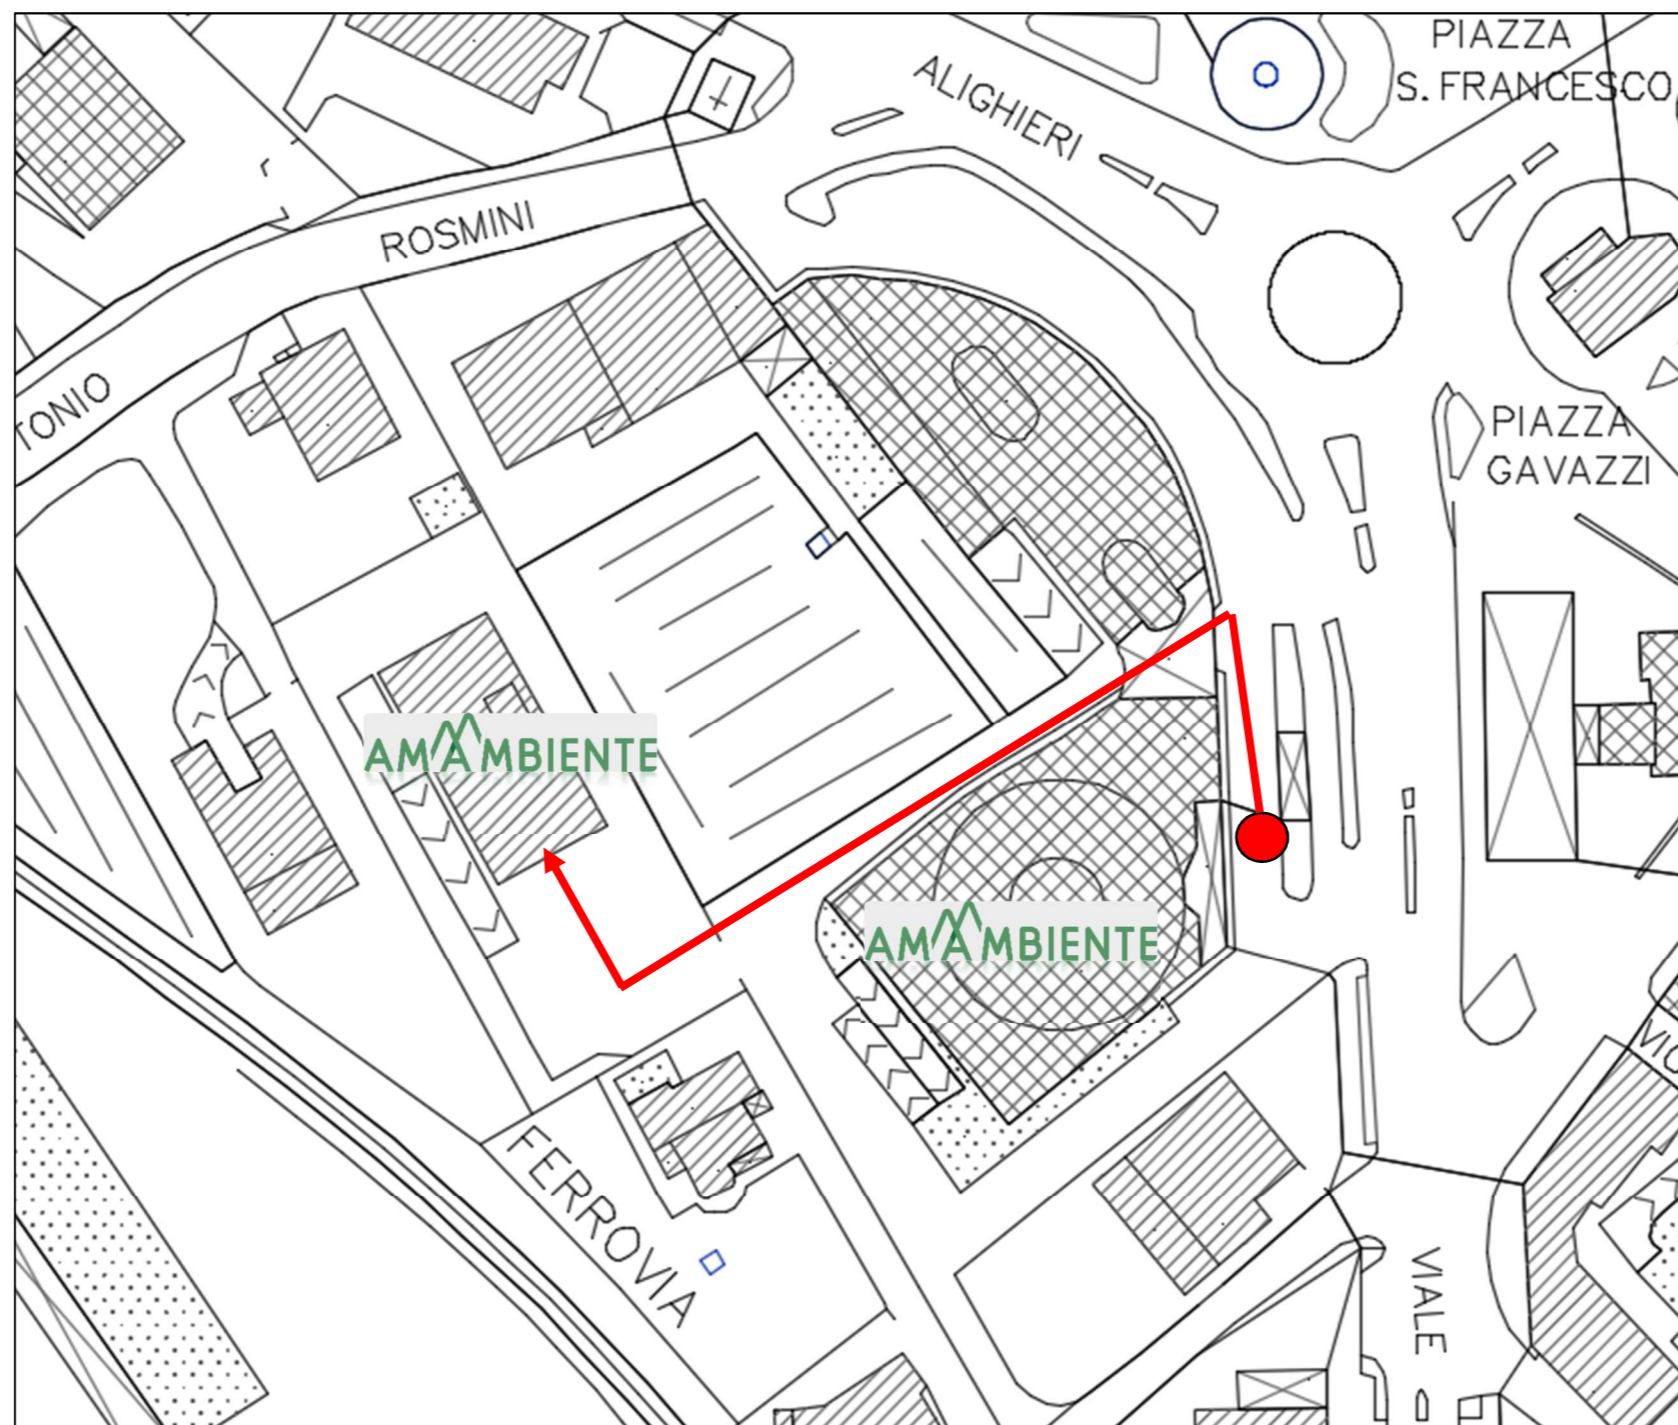 PIAZZA
S. FRANCESCO
ALIGHIERI
ROSMINI
TONIO
PIAZZA
GAVAZZI
AMAMBIENTE
AMAMBIENTE
FERROVIA
VIALE